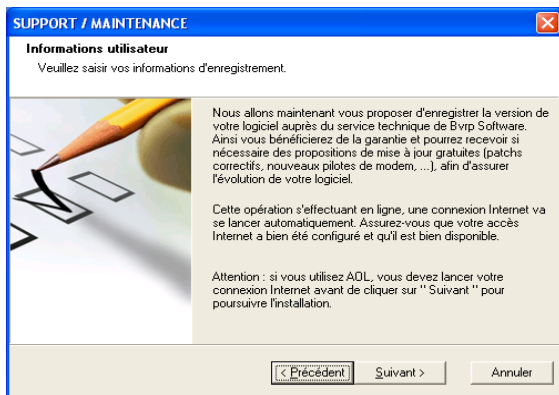 SUPPORT / MAINTENANCE
Informations utilisateur
Veuillez saisir vos informations d'enregistrement.
Nous allons maintenant vous proposer d'enregistrer la version de
votre logiciel auprès du service technique de Bvrp Software.
Ainsi vous bénéficierez de la garantie et pourrez recevoir si
nécessaire des propositions de mise à jour gratuites (patchs
correctifs, nouveaux pilotes de modem, ...), afin d'assurer
l'évolution de votre logiciel.
Cette opération s'effectuant en ligne, une connexion Internet va
se lancer automatiquement. Assurez-vous que votre accès
Internet a bien été configuré et qu'il est bien disponible.
Attention : si vous utilisez AOL, vous devez lancer votre
connexion Internet avant de cliquer sur " Suivant " pour
poursuivre l'installation.
< Précédent Suivant > Annuler